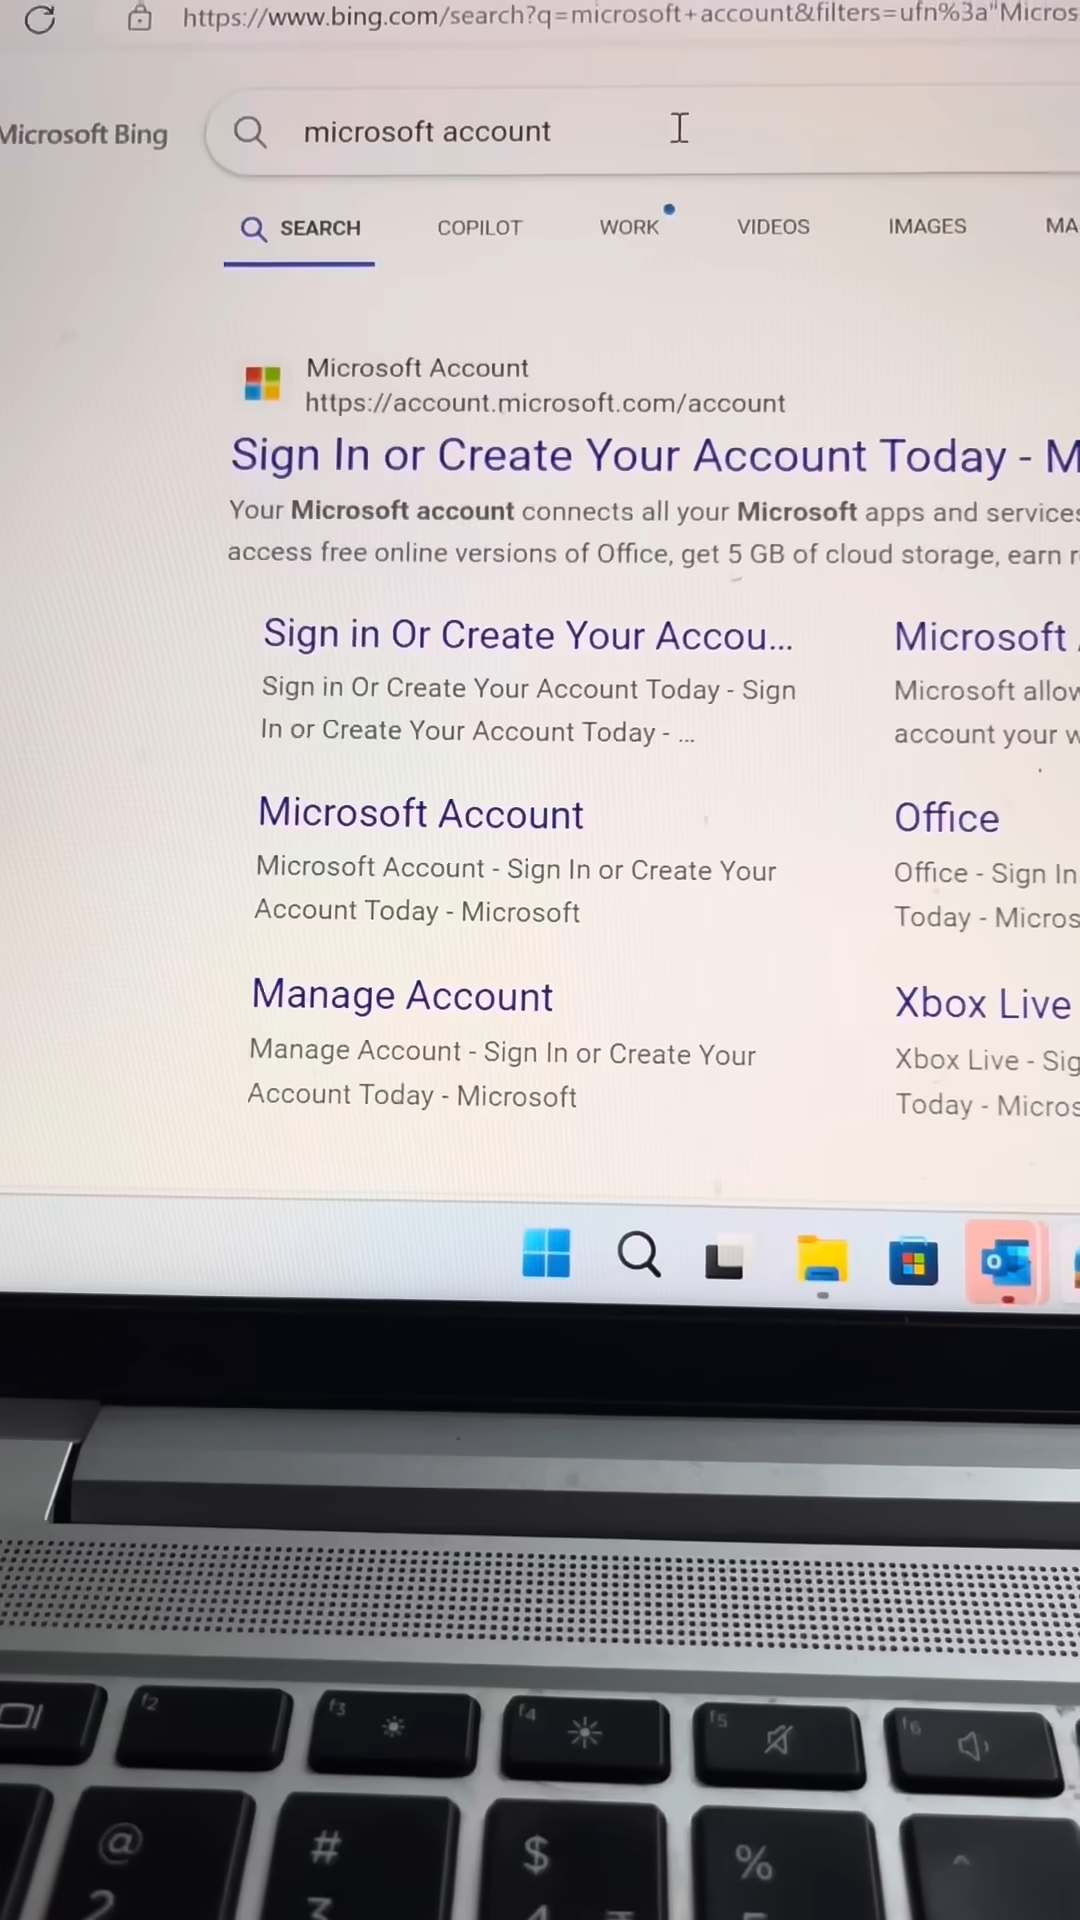 https://www.bing.com/search?q=microsoft+account&filters=ufn%3a"Micros
Microsoft Bing
microsoft account
SEARCH
COPILOT
WORK
VIDEOS
IMAGES
MA
Microsoft Account
https://account.microsoft.com/account
Sign In or Create Your Account Today - M
Your Microsoft account connects all your Microsoft apps and services
access free online versions of Office, get 5 GB of cloud storage, earn r
Sign in Or Create Your Accou...
Sign in Or Create Your Account Today - Sign
In or Create Your Account Today - ...
Microsoft
Microsoft allow
account your w
Microsoft Account
Microsoft Account - Sign In or Create Your
Account Today - Microsoft
Office
Office - Sign In
Today - Micros
Manage Account
Manage Account - Sign In or Create Your
Account Today - Microsoft
Xbox Live
Xbox Live - Sig
Today - Micros
f2
f3
f4
f5
f6
@
2
#
3
$
%
^